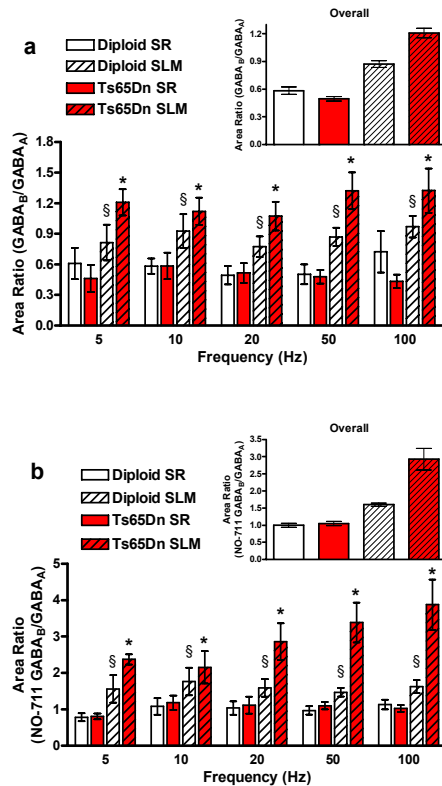 a
Diploid SR
Diploid SLM
Ts65Dn SR
Ts65Dn SLM
Overall
Area Ratio (GABAB/GABAA)
1.5
1.2
0.9
0.6
0.3
0.0
Area Ratio (GABAB/GABAA)
1.8
1.5
1.2
0.9
0.6
0.3
0.0
§ * § * § * § * § *
5 10 20 50 100
Frequency (Hz)
b
Diploid SR
Diploid SLM
Ts65Dn SR
Ts65Dn SLM
Overall
Area Ratio
(NO-711 GABAB/GABAA)
3.5
3.0
2.5
2.0
1.5
1.0
0.5
0.0
Area Ratio
(NO-711 GABAB/GABAA)
5
4
3
2
1
0
§ * § * § * § * § *
5 10 20 50 100
Frequency (Hz)